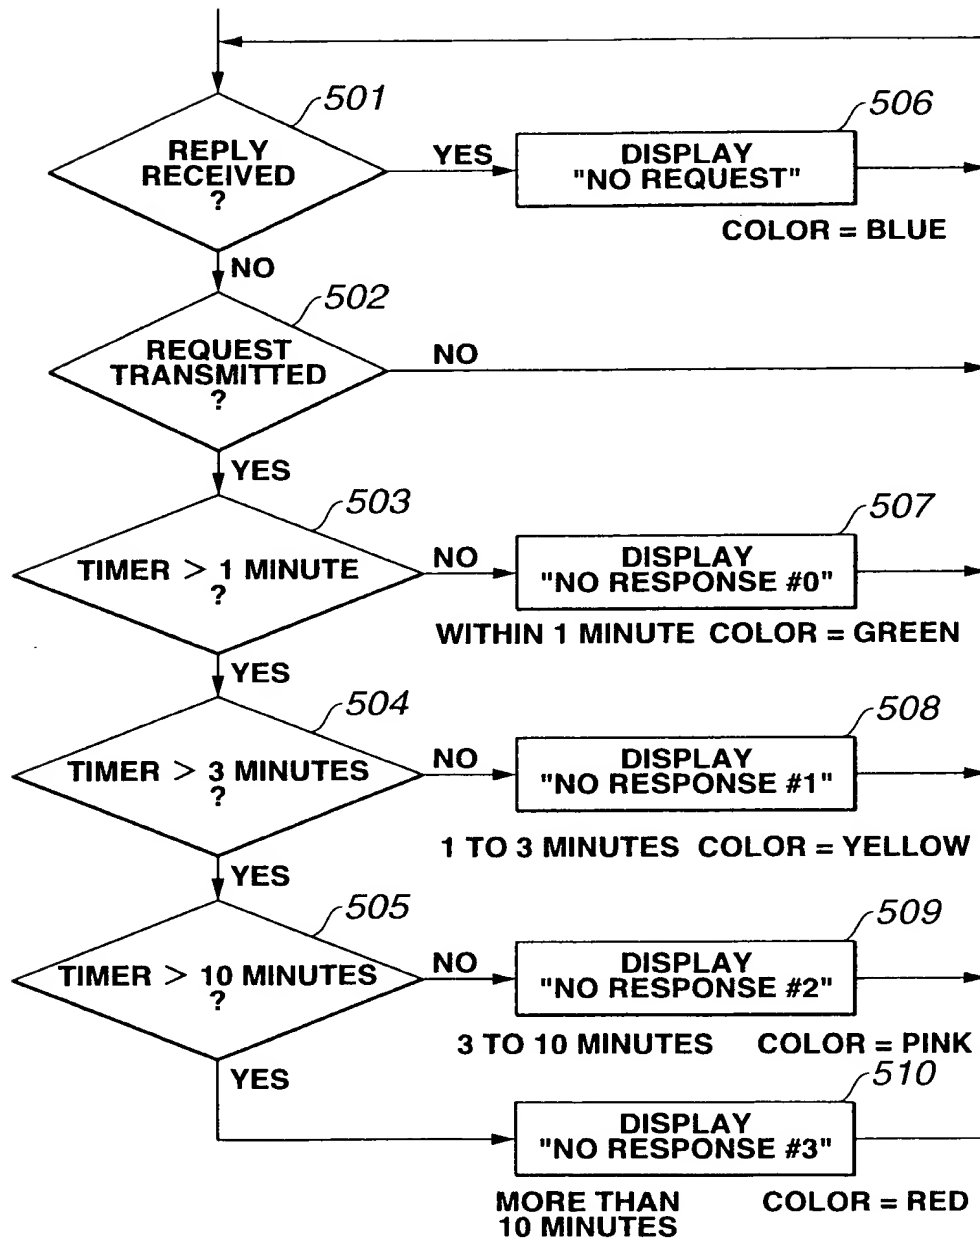 501
REPLY
RECEIVED
?
YES
506
DISPLAY
"NO REQUEST"
COLOR = BLUE
NO
502
REQUEST
TRANSMITTED
?
NO
YES
503
TIMER > 1 MINUTE
?
NO
507
DISPLAY
"NO RESPONSE #0"
WITHIN 1 MINUTE COLOR = GREEN
YES
504
TIMER > 3 MINUTES
?
NO
508
DISPLAY
"NO RESPONSE #1"
1 TO 3 MINUTES COLOR = YELLOW
YES
505
TIMER > 10 MINUTES
?
NO
509
DISPLAY
"NO RESPONSE #2"
3 TO 10 MINUTES COLOR = PINK
YES
510
DISPLAY
"NO RESPONSE #3"
MORE THAN
10 MINUTES
COLOR = RED